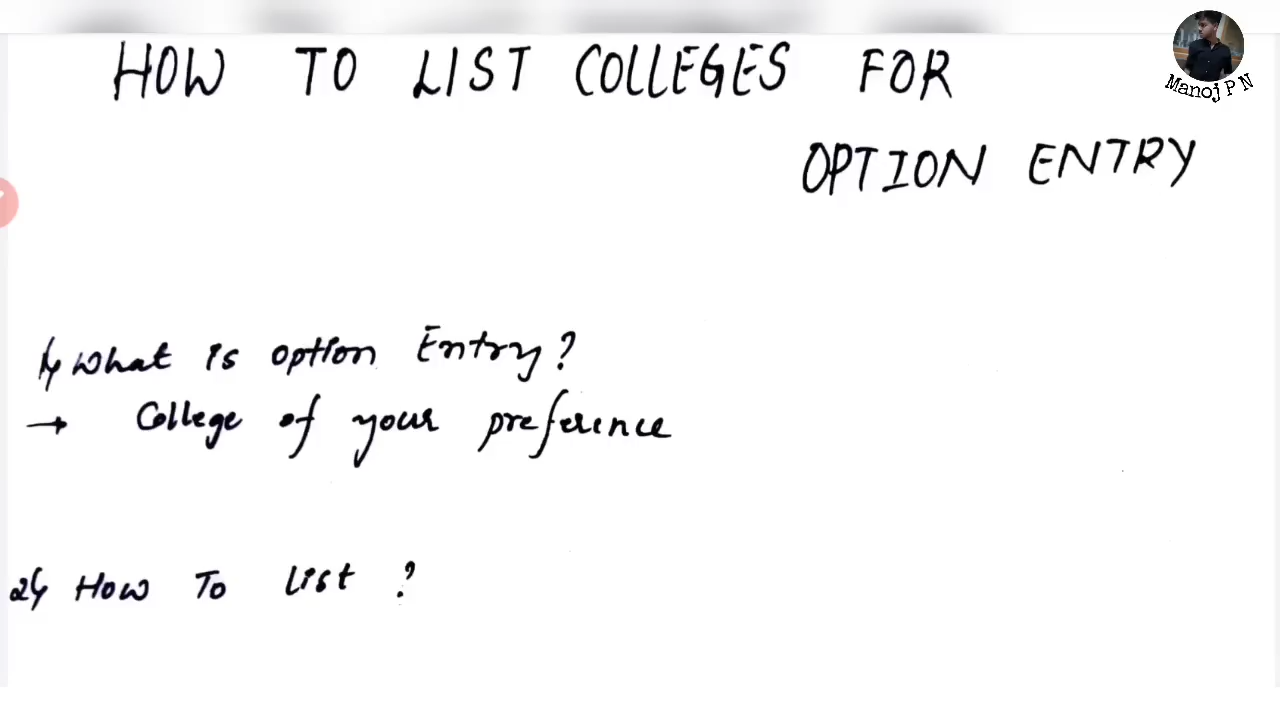 HOW TO LIST COLLEGES FOR
OPTION ENTRY
Manoj P N
1) What is option Entry?
→ College of your preference
2) How To List ?